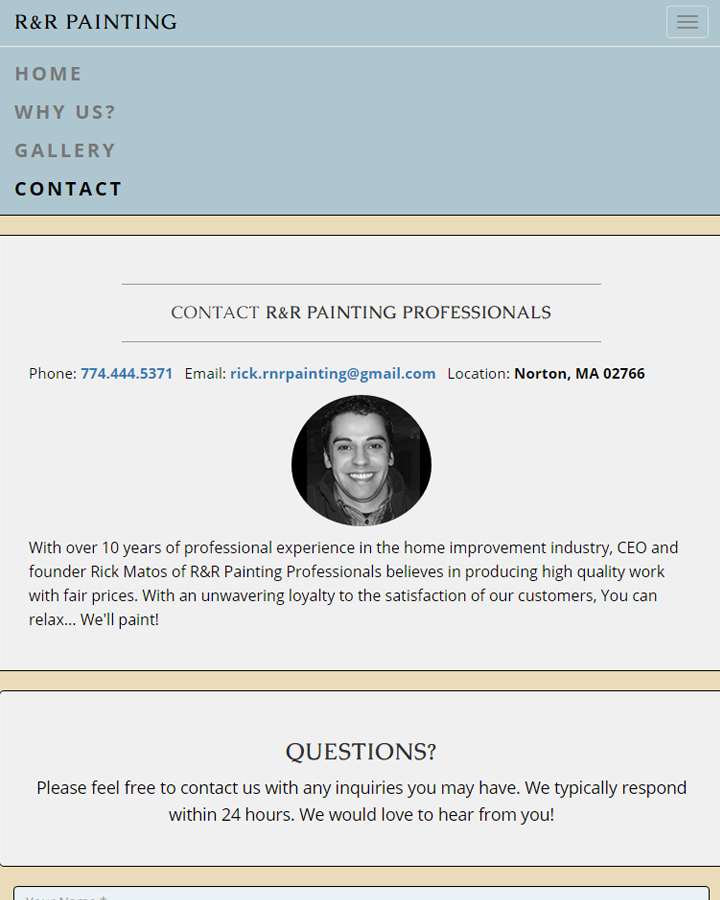 R&R PAINTING
HOME
WHY US?
GALLERY
CONTACT
CONTACT R&R PAINTING PROFESSIONALS
Phone: 774.444.5371 Email: rick.rnrpainting@gmail.com Location: Norton, MA 02766
With over 10 years of professional experience in the home improvement industry, CEO and
founder Rick Matos of R&R Painting Professionals believes in producing high quality work
with fair prices. With an unwavering loyalty to the satisfaction of our customers, You can
relax... We'll paint!
QUESTIONS?
Please feel free to contact us with any inquiries you may have. We typically respond
within 24 hours. We would love to hear from you!
Your Name *